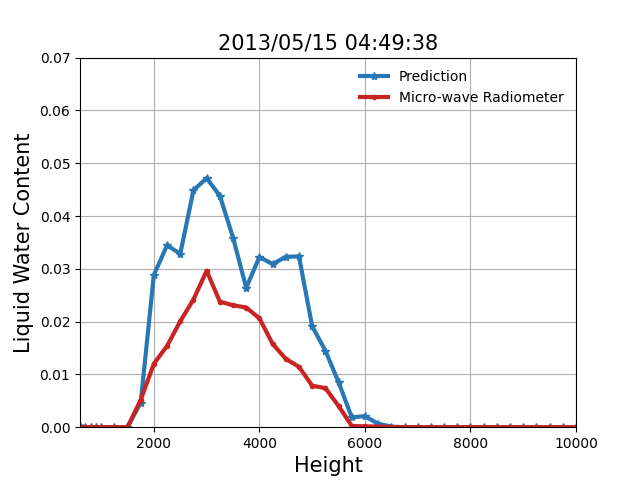 2013/05/15 04:49:38
Prediction
Micro-wave Radiometer
Liquid Water Content
0.07
0.06
0.05
0.04
0.03
0.02
0.01
0.00
2000 4000 6000 8000 10000
Height